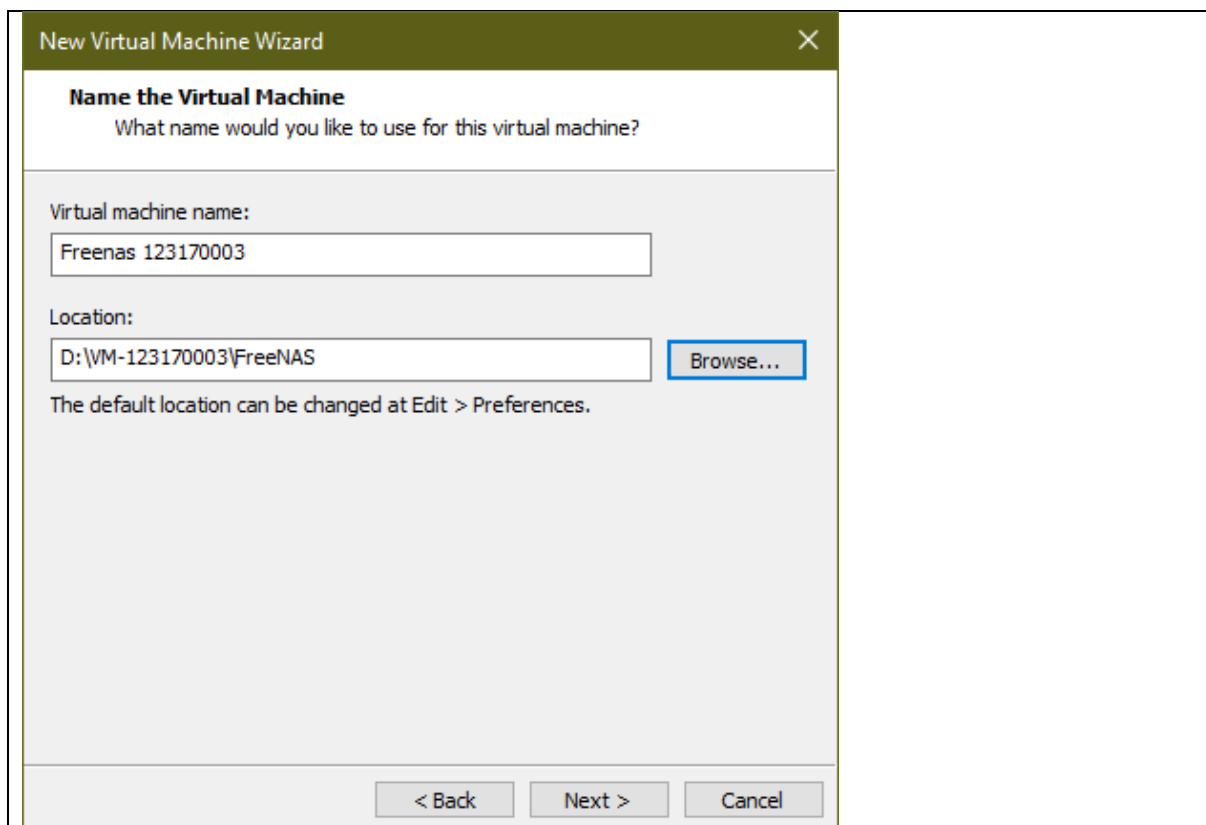 New Virtual Machine Wizard
Name the Virtual Machine
What name would you like to use for this virtual machine?
Virtual machine name:
Freenas 123170003
Location:
D:\VM-123170003\FreeNAS
Browse...
The default location can be changed at Edit > Preferences.
< Back Next > Cancel